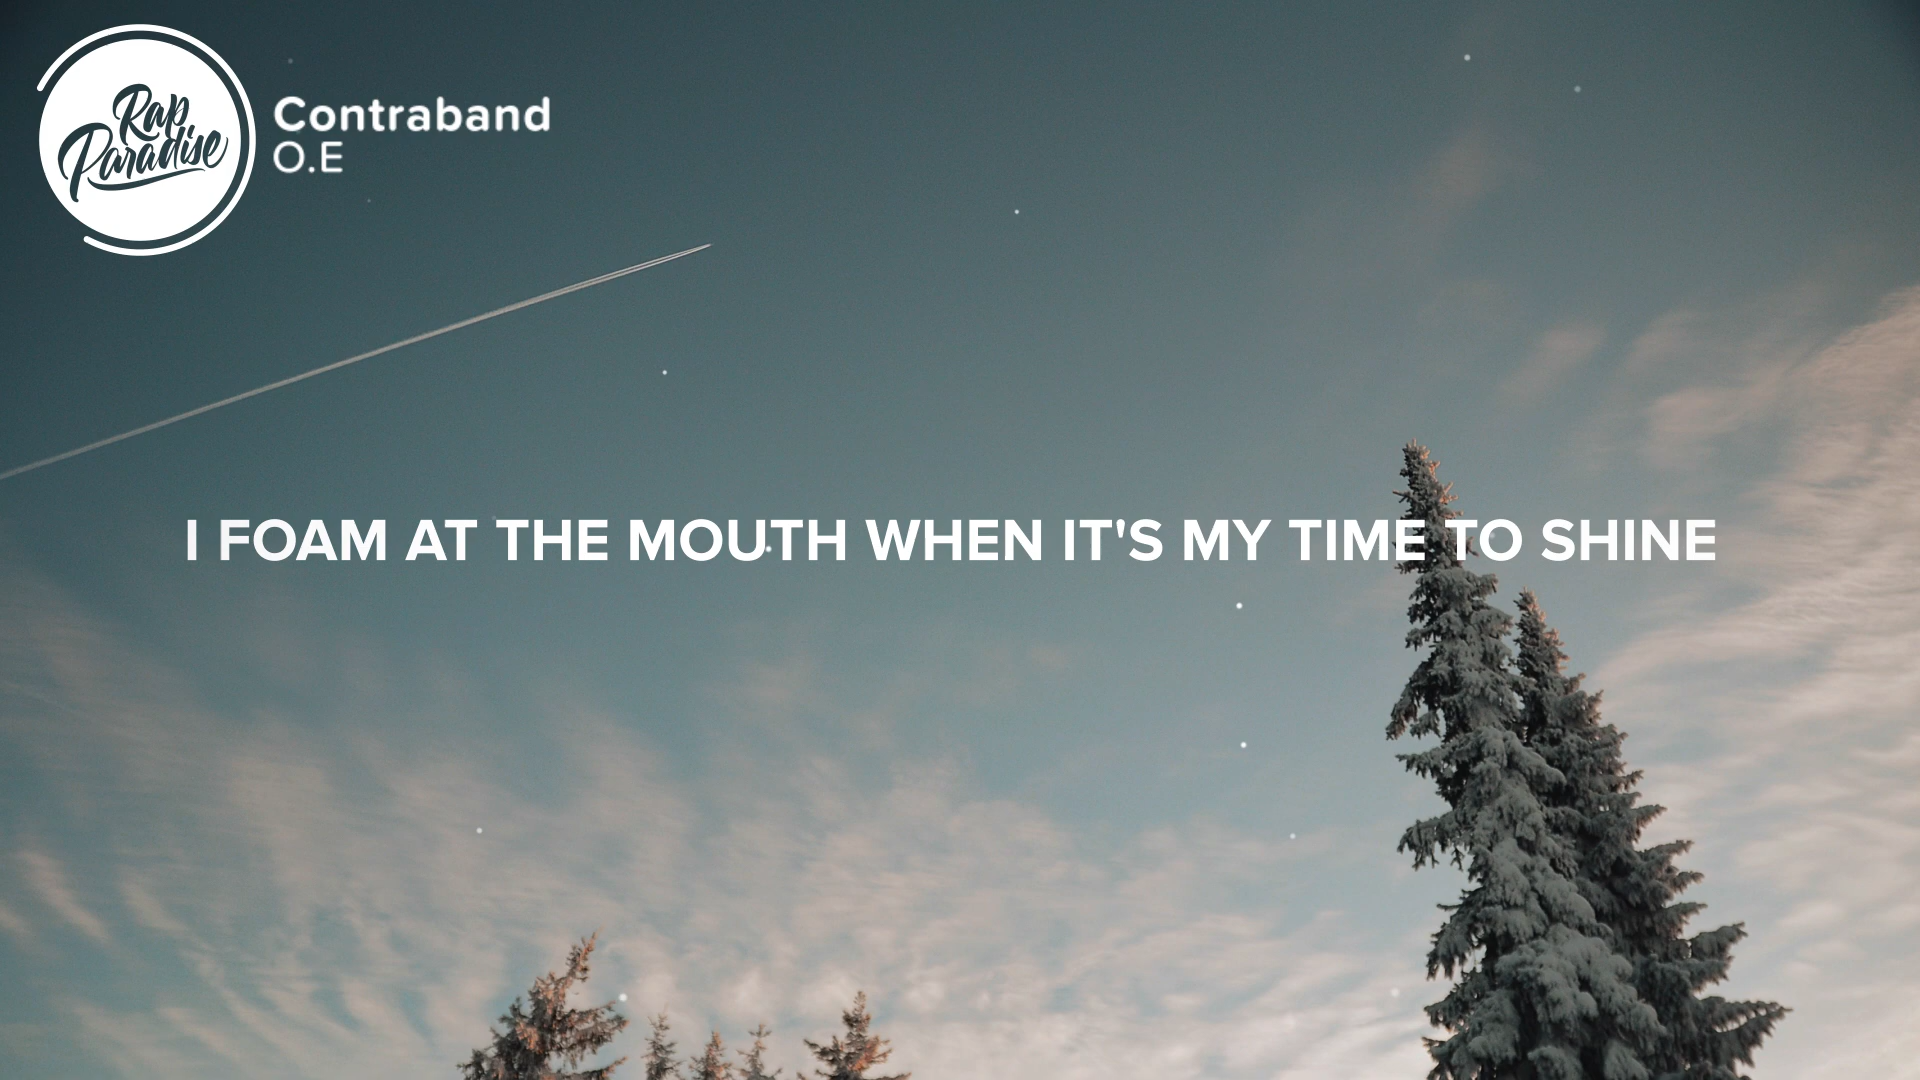 Rap
Paradise
Contraband
O.E
I FOAM AT THE MOUTH WHEN IT'S MY TIME TO SHINE